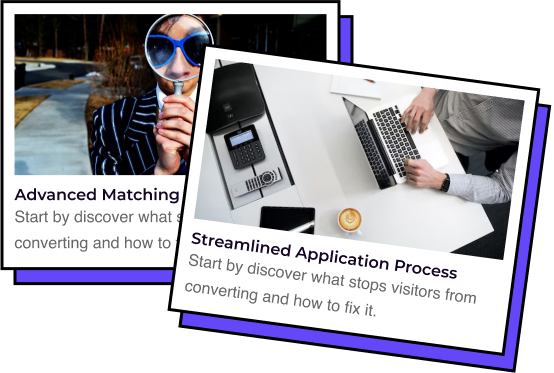 Advanced Matching
Start by discover what
converting and how to
Streamlined Application Process
Start by discover what stops visitors from
converting and how to fix it.